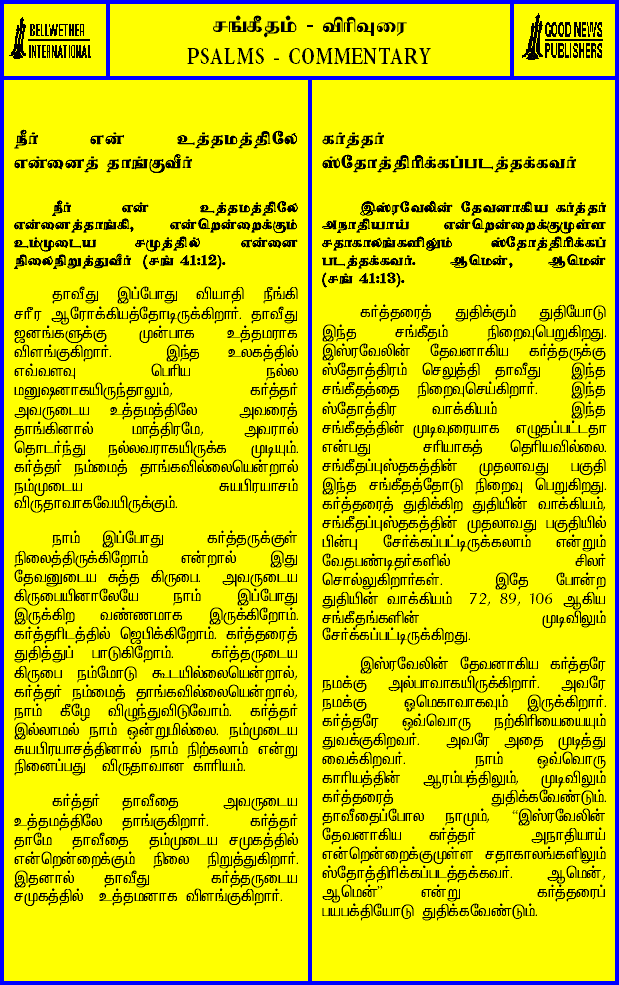 BELLWETHER
INTERNATIONAL
சங்கீதம் - விரிவுரை
PSALMS - COMMENTARY
GOOD NEWS
PUBLISHERS
நீர் என் உத்தமத்திலே
என்னைத் தாங்குவீர்
நீர் என் உத்தமத்திலே
என்னைத்தாங்கி, என்றென்றைக்கும்
உம்முடைய சமுத்தில் என்னை
நிலைநிறுத்துவீர் (சங் 41:12).
தாவீது இப்போது வியாதி நீங்கி
சரீர ஆரோக்கியத்தோடிருக்கிறார். தாவீது
ஜனங்களுக்கு முன்பாக உத்தமராக
விளங்குகிறார். இந்த உலகத்தில்
எவ்வளவு பெரிய நல்ல
மனுஷனாகயிருந்தாலும், கர்த்தர்
அவருடைய உத்தமத்திலே அவரைத்
தாங்கினால் மாத்திரமே, அவரால்
தொடர்ந்து நல்லவராகயிருக்க முடியும்.
கர்த்தர் நம்மைத் தாங்கவில்லையென்றால்
நம்முடைய சுயபிரயாசம்
விருதாவாகவேயிருக்கும்.
நாம் இப்போது கர்த்தருக்குள்
நிலைத்திருக்கிறோம் என்றால் இது
தேவனுடைய சுத்த கிருபை. அவருடைய
கிருபையினாலேயே நாம் இப்போது
இருக்கிற வண்ணமாக இருக்கிறோம்.
கர்த்தரிடத்தில் ஜெபிக்கிறோம். கர்த்தரைத்
துதித்துப் பாடுகிறோம். கர்த்தருடைய
கிருபை நம்மோடு கூடயில்லையென்றால்,
கர்த்தர் நம்மைத் தாங்கவில்லையென்றால்,
நாம் கீழே விழுந்துவிடுவோம். கர்த்தர்
இல்லாமல் நாம் ஒன்றுமில்லை. நம்முடைய
சுயபிரயாசத்தினால் நாம் நிற்கலாம் என்று
நினைப்பது விருதாவான காரியம்.
கர்த்தர் தாவீதை அவருடைய
உத்தமத்திலே தாங்குகிறார். கர்த்தர்
தாமே தாவீதை தம்முடைய சமுகத்தில்
என்றென்றைக்கும் நிலை நிறுத்துகிறார்.
இதனால் தாவீது கர்த்தருடைய
சமுகத்தில் உத்தமனாக விளங்குகிறார்.
கர்த்தர்
ஸ்தோத்திரிக்கப்படத்தக்கவர்
இஸ்ரவேலின் தேவனாகிய கர்த்தர்
அநாதியாய் என்றென்றைக்குமுள்ள
சதாகாலங்களிலும் ஸ்தோத்திரிக்கப்
படத்தக்கவர். ஆமென், ஆமென்
(சங் 41:13).
கர்த்தரைத் துதிக்கும் துதியோடு
இந்த சங்கீதம் நிறைவுபெறுகிறது.
இஸ்ரவேலின் தேவனாகிய கர்த்தருக்கு
ஸ்தோத்திரம் செலுத்தி தாவீது இந்த
சங்கீதத்தை நிறைவுசெய்கிறார். இந்த
ஸ்தோத்திர வாக்கியம் இந்த
சங்கீதத்தின் முடிவுரையாக எழுதப்பட்டதா
என்பது சரியாகத் தெரியவில்லை.
சங்கீதப்புஸ்தகத்தின் முதலாவது பகுதி
இந்த சங்கீதத்தோடு நிறைவு பெறுகிறது.
கர்த்தரைத் துதிக்கிற துதியின் வாக்கியம்,
சங்கீதப்புஸ்தகத்தின் முதலாவது பகுதியில்
பின்பு சேர்க்கப்பட்டிருக்கலாம் என்றும்
வேதபண்டிதர்களில் சிலர்
சொல்லுகிறார்கள். இதே போன்ற
துதியின் வாக்கியம் 72, 89, 106 ஆகிய
சங்கீதங்களின் முடிவிலும்
சேர்க்கப்பட்டிருக்கிறது.
இஸ்ரவேலின் தேவனாகிய கர்த்தரே
நமக்கு அல்பாவாகயிருக்கிறார். அவரே
நமக்கு ஓமெகாவாகவும் இருக்கிறார்.
கர்த்தரே ஒவ்வொரு நற்கிரியையையும்
துவக்குகிறவர். அவரே அதை முடித்து
வைக்கிறவர். நாம் ஒவ்வொரு
காரியத்தின் ஆரம்பத்திலும், முடிவிலும்
கர்த்தரைத் துதிக்கவேண்டும்.
தாவீதைப்போல நாமும், “இஸ்ரவேலின்
தேவனாகிய கர்த்தர் அநாதியாய்
என்றென்றைக்குமுள்ள சதாகாலங்களிலும்
ஸ்தோத்திரிக்கப்படத்தக்கவர். ஆமென்,
ஆமென்” என்று கர்த்தரைப்
பயபக்தியோடு துதிக்கவேண்டும்.